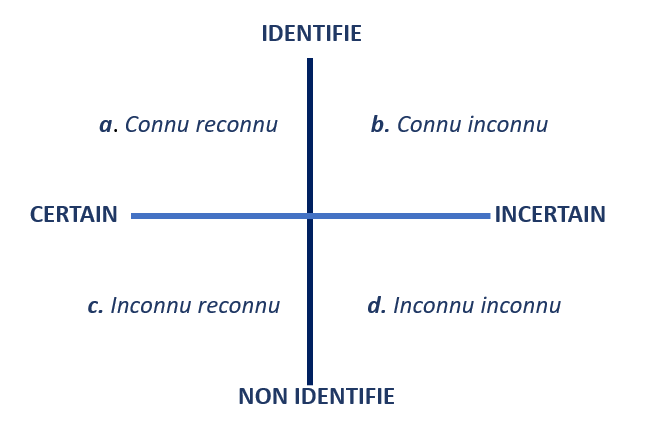 IDENTIFIE
a. Connu reconnu
b. Connu inconnu
CERTAIN
INCERTAIN
c. Inconnu reconnu
d. Inconnu inconnu
NON IDENTIFIE